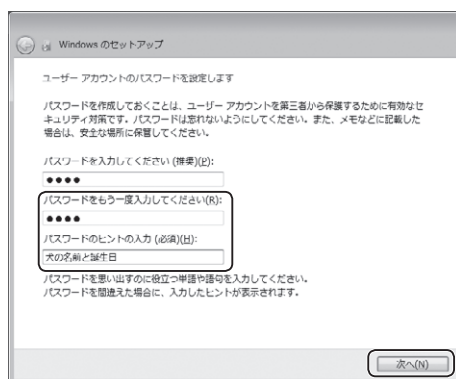 Windows のセットアップ
ユーザー アカウントのパスワードを設定します
パスワードを作成しておくことは、ユーザー アカウントを第三者から保護するために有効なセ
キュリティ対策です。パスワードは忘れないようにしてください。また、メモなどに記載した
場合は、安全な場所に保管してください。
パスワードを入力してください (推奨)(P):
●●●●
パスワードをもう一度入力してください(R):
●●●●
パスワードのヒントの入力 (必須)(H):
犬の名前と誕生日
パスワードを思い出すのに役立つ単語や語句を入力してください。
パスワードを間違えた場合に、入力したヒントが表示されます。
次へ(N)